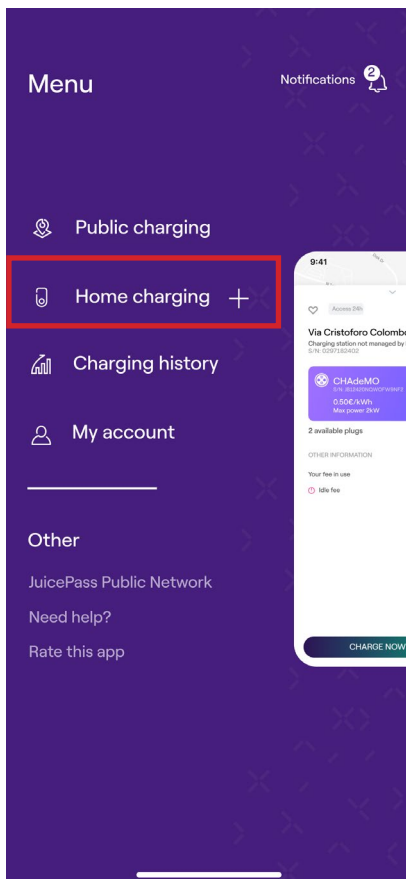 Menu
Notifications 2
Public charging
Home charging +
Charging history
My account
Other
JuicePass Public Network
Need help?
Rate this app
9:41
Access 24h
Via Cristoforo Colombo
Charging station not managed by
S/N: 0297182402
CHAdeMO
0.50€/kWh
Max power 2kW
2 available plugs
OTHER INFORMATION
Your fee in use
Idle fee
CHARGE NOW